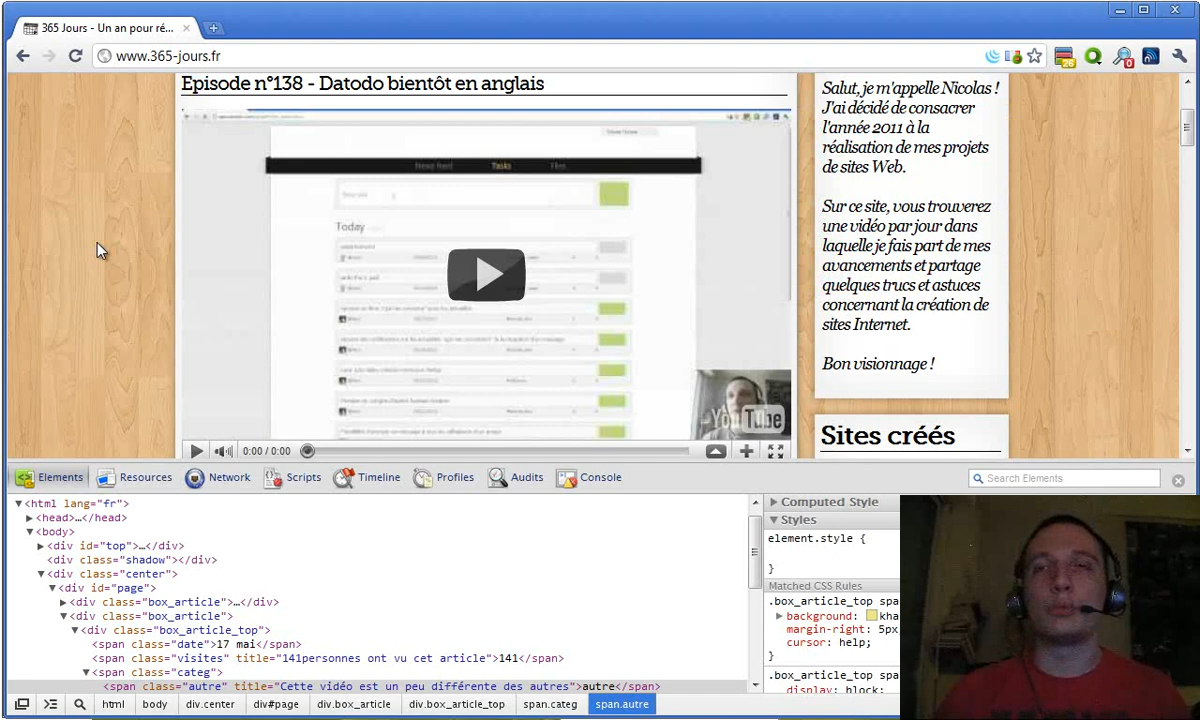 365 Jours - Un an pour ré...
www.365-jours.fr
26
0
Episode n°138 - Datodo bientôt en anglais
News feed Tasks Files
Today
YouTube
0:00 / 0:00
Salut, je m'appelle Nicolas !
J'ai décidé de consacrer
l'année 2011 à la
réalisation de mes projets
de sites Web.
Sur ce site, vous trouverez
une vidéo par jour dans
laquelle je fais part de mes
avancements et partage
quelques trucs et astuces
concernant la création de
sites Internet.
Bon visionnage !
Sites créés
Elements Resources Network Scripts Timeline Profiles Audits Console Search Elements
▼<html lang="fr">
▶<head>…</head>
▼<body>
▶<div id="top">…</div>
<div class="shadow"></div>
▼<div class="center">
▼<div id="page">
▶<div class="box_article">…</div>
▼<div class="box_article">
▼<div class="box_article_top">
<span class="date">17 mai</span>
<span class="visites" title="141personnes ont vu cet article">141</span>
▼<span class="categ">
<span class="autre" title="Cette vidéo est un peu différente des autres">autre</span>
▶ Computed Style
▼ Styles
element.style {
}
Matched CSS Rules
.box_article_top spa
▶ background: kha
margin-right: 5px
cursor: help;
}
.box_article_top spa
display: block;
html body div.center div#page div.box_article div.box_article_top span.categ span.autre